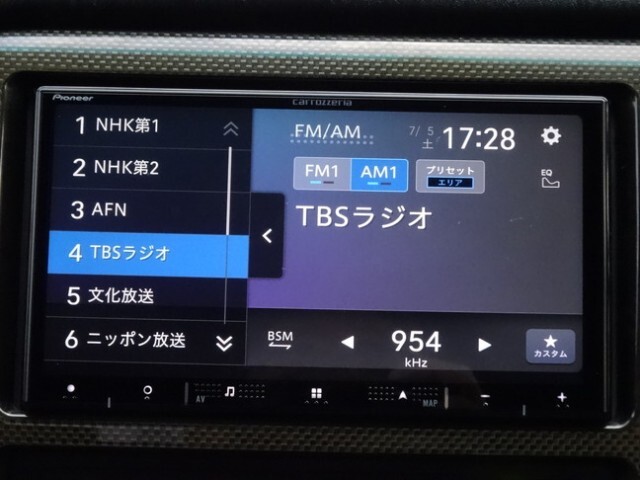 Pioneer
carrozzeria
1 NHK第1
2 NHK第2
3 AFN
4 TBSラジオ
5 文化放送
6 ニッポン放送
FM/AM
7/ 5
土
17:28
FM1
AM1
プリセット
エリア
EQ
TBSラジオ
BSM
954
kHz
カスタム
AV
MAP